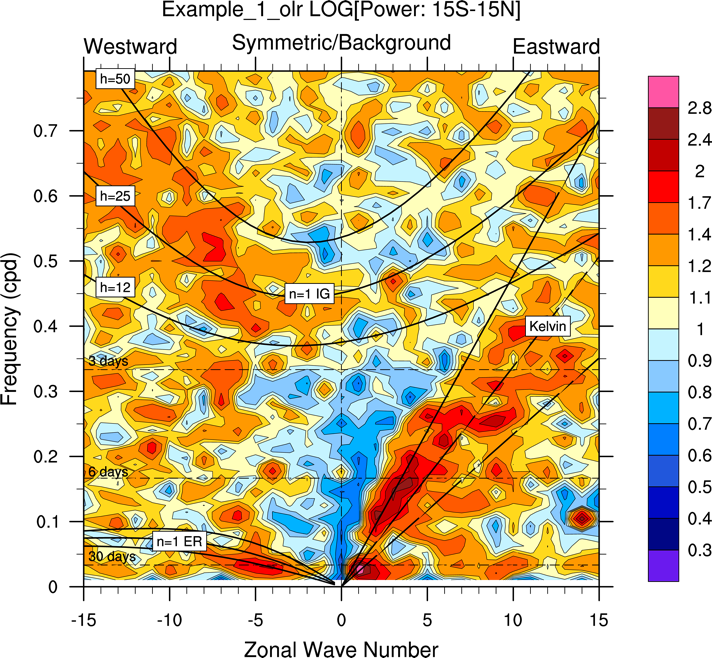 Example_1_olr LOG[Power: 15S-15N]
Westward Symmetric/Background Eastward
h=50
h=25
h=12
n=1 IG
Kelvin
3 days
6 days
n=1 ER
30 days
Frequency (cpd)
0.7
0.6
0.5
0.4
0.3
0.2
0.1
0
-15 -10 -5 0 5 10 15
Zonal Wave Number
2.8
2.4
2
1.7
1.4
1.2
1.1
1
0.9
0.8
0.7
0.6
0.5
0.4
0.3